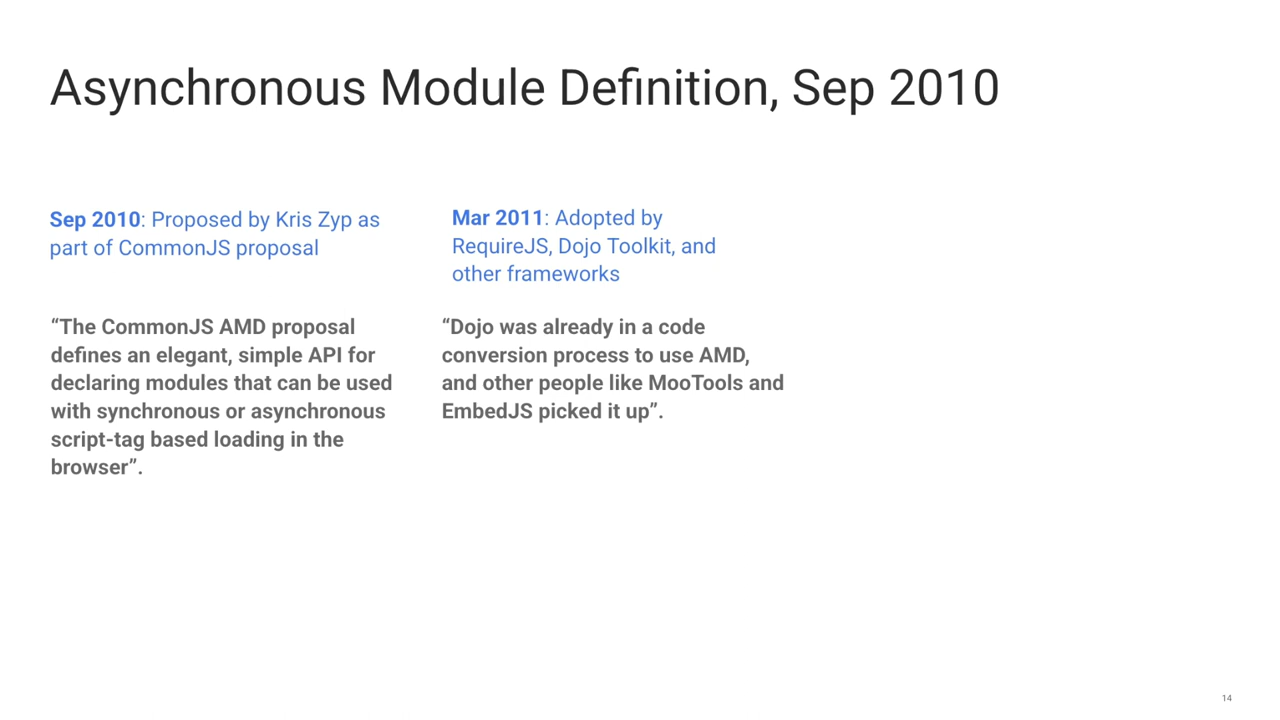 Asynchronous Module Definition, Sep 2010
Sep 2010: Proposed by Kris Zyp as
part of CommonJS proposal
“The CommonJS AMD proposal
defines an elegant, simple API for
declaring modules that can be used
with synchronous or asynchronous
script-tag based loading in the
browser”.
Mar 2011: Adopted by
RequireJS, Dojo Toolkit, and
other frameworks
“Dojo was already in a code
conversion process to use AMD,
and other people like MooTools and
EmbedJS picked it up”.
14